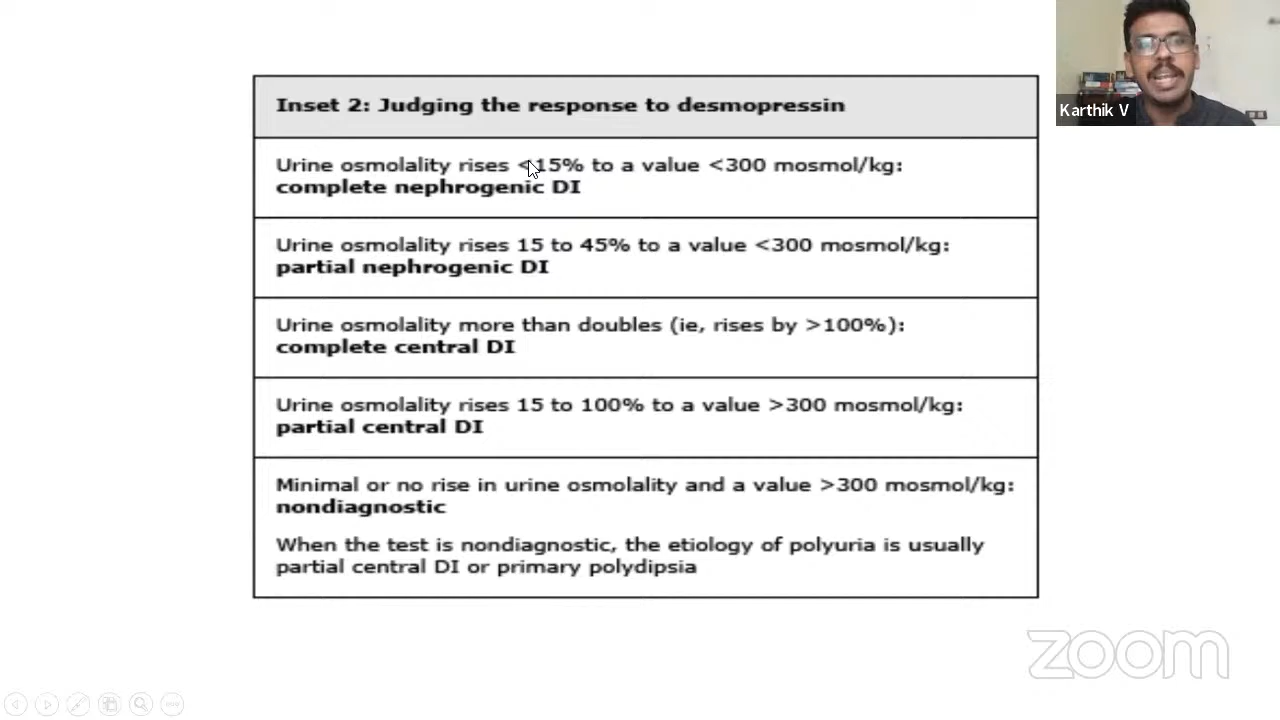 Inset 2: Judging the response to desmopressin
Urine osmolality rises <15% to a value <300 mosmol/kg:
complete nephrogenic DI
Urine osmolality rises 15 to 45% to a value <300 mosmol/kg:
partial nephrogenic DI
Urine osmolality more than doubles (ie, rises by >100%):
complete central DI
Urine osmolality rises 15 to 100% to a value >300 mosmol/kg:
partial central DI
Minimal or no rise in urine osmolality and a value >300 mosmol/kg:
nondiagnostic
When the test is nondiagnostic, the etiology of polyuria is usually
partial central DI or primary polydipsia
Karthik V
zoom